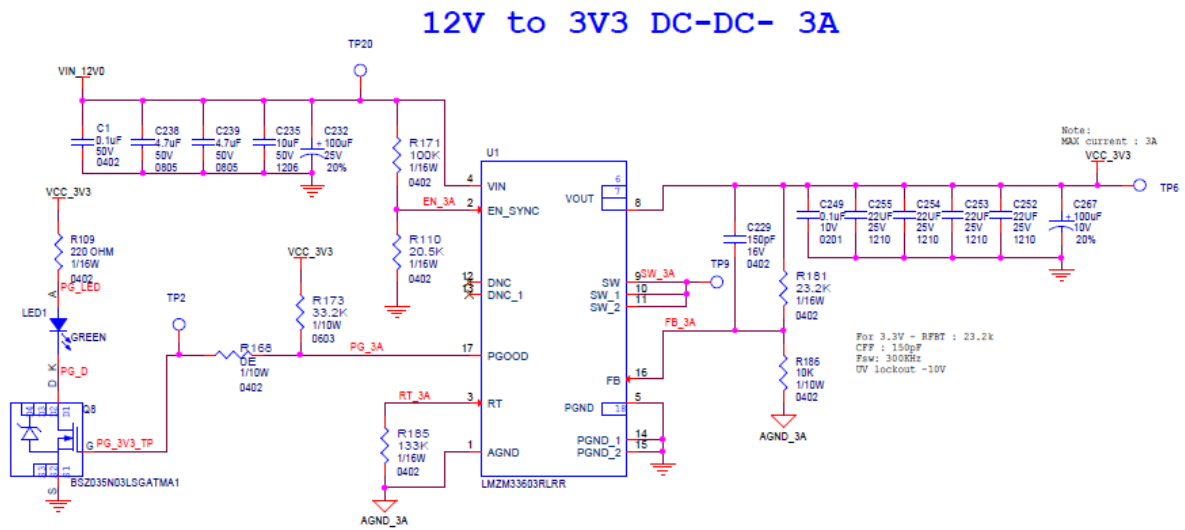 12V to 3V3 DC-DC- 3A
TP20
VIN_12V0
C1
0.1uF
50V
0402
C238
4.7uF
50V
0805
C239
4.7uF
50V
0805
C235
10uF
50V
1206
C232
100uF
25V
20%
R171
100K
1/16W
0402
EN_3A
R110
20.5K
1/16W
0402
VCC_3V3
R109
220 OHM
1/16W
0402
PG_LED
A
LED1
GREEN
K
PG_D
D
D4
D3
D2
D1
Q8
G
PG_3V3_TP
S3
S2
S1
BSZ035N03LSGATMA1
S
TP2
R168
0E
1/10W
0402
VCC_3V3
R173
33.2K
1/10W
0603
PG_3A
RT_3A
R185
133K
1/16W
0402
AGND_3A
U1
4
VIN
2
EN_SYNC
12
DNC
13
DNC_1
17
PGOOD
3
RT
1
AGND
6
7
VOUT
8
SW
9
SW_1
10
SW_2
11
FB
16
PGND
5
18
PGND_1
14
PGND_2
15
LMZM33603RLRR
SW_3A
TP9
FB_3A
C229
150pF
16V
0402
R181
23.2K
1/16W
0402
R186
10K
1/10W
0402
AGND_3A
C249
0.1uF
10V
0201
C255
22UF
25V
1210
C254
22UF
25V
1210
C253
22UF
25V
1210
C252
22UF
25V
1210
C267
100uF
10V
20%
Note:
MAX current : 3A
VCC_3V3
TP6
For 3.3V - RFBT : 23.2k
CFF : 150pF
Fsw: 300KHz
UV lockout -10V